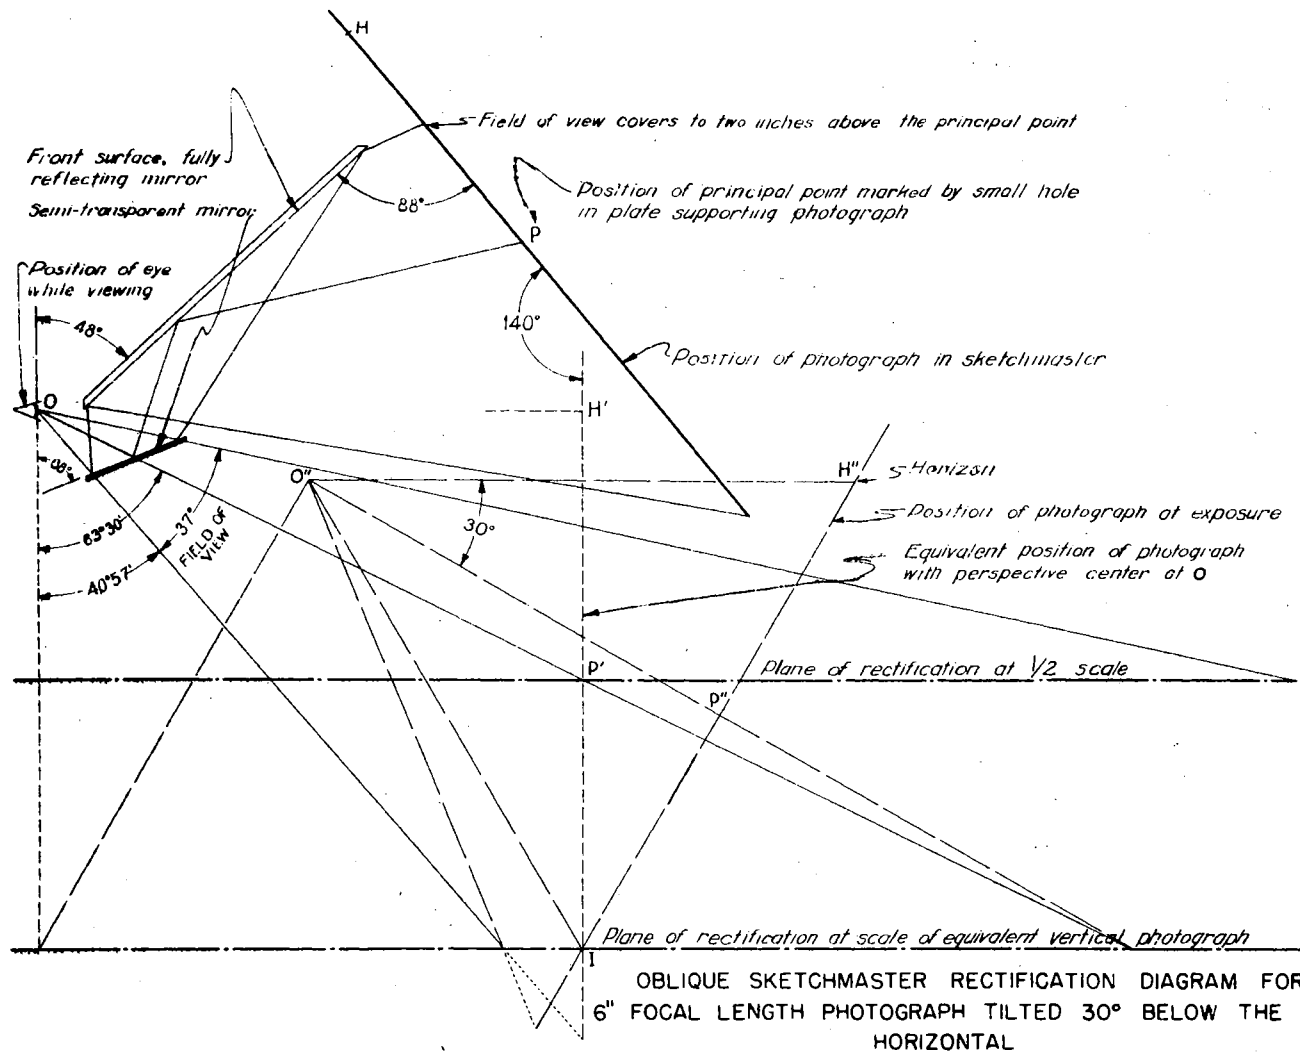 H
Field of view covers to two inches above the principal point
Front surface, fully
reflecting mirror
Semi-transparent mirror
88°
Position of principal point marked by small hole
in plate supporting photograph
P
Position of eye
while viewing
48°
140°
Position of photograph in sketchmaster
O
H'
O"
H"
Horizon
30°
Position of photograph at exposure
63°30'
37°
FIELD OF
VIEW
40°57'
Equivalent position of photograph
with perspective center at O
P'
Plane of rectification at 1/2 scale
P"
Plane of rectification at scale of equivalent vertical photograph
I
OBLIQUE SKETCHMASTER RECTIFICATION DIAGRAM FOR
6" FOCAL LENGTH PHOTOGRAPH TILTED 30° BELOW THE
HORIZONTAL